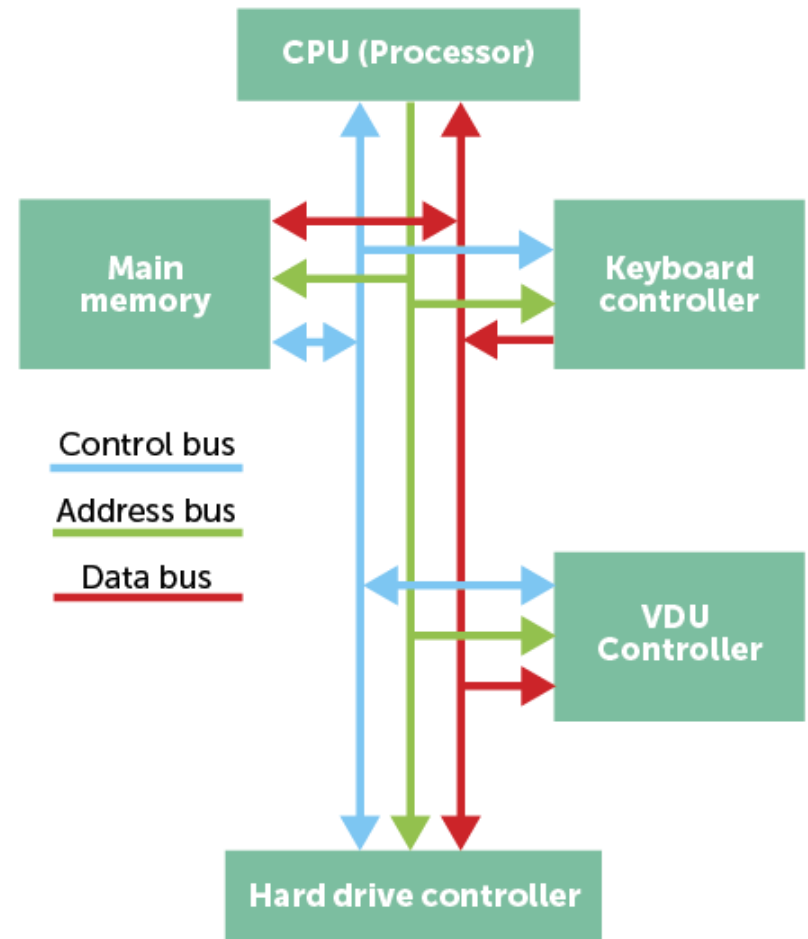 CPU (Processor)
Main
memory
Keyboard
controller
Control bus
Address bus
Data bus
VDU
Controller
Hard drive controller